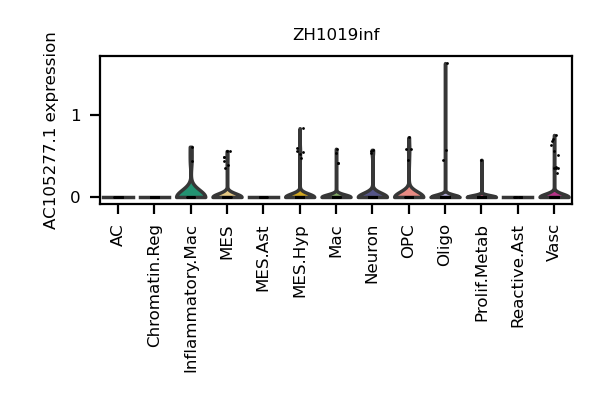 ZH1019inf
AC105277.1 expression
1
0
AC
Chromatin.Reg
Inflammatory.Mac
MES
MES.Ast
MES.Hyp
Mac
Neuron
OPC
Oligo
Prolif.Metab
Reactive.Ast
Vasc